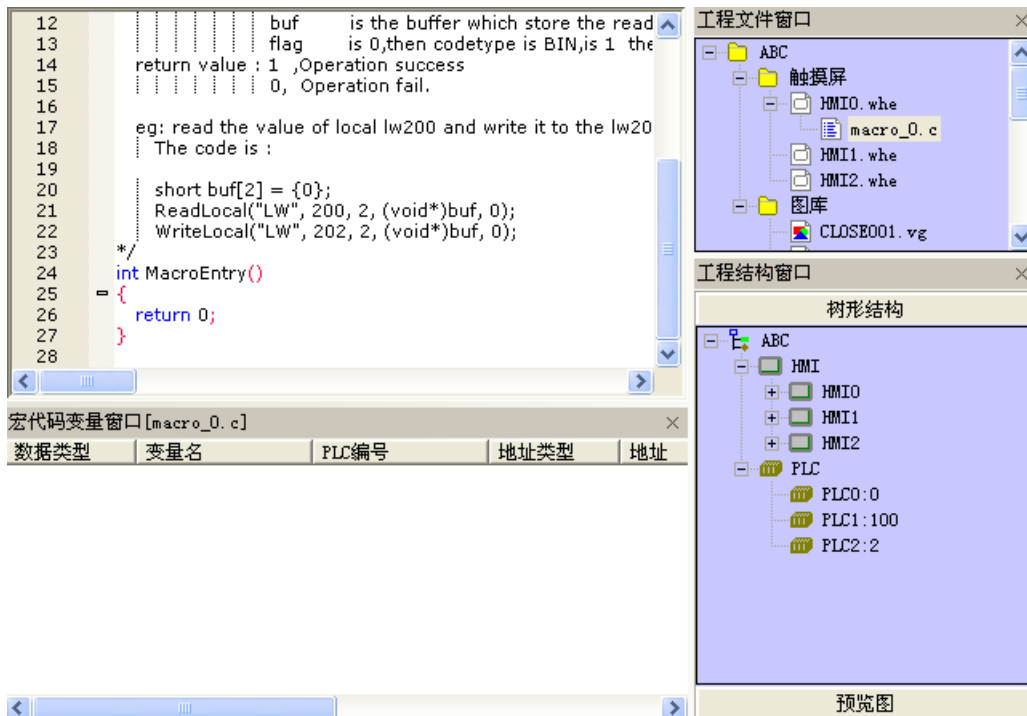 12 buf is the buffer which store the read
13 flag is 0,then codetype is BIN,is 1 the
14 return value : 1 ,Operation success
15 0, Operation fail.
16
17 eg: read the value of local lw200 and write it to the lw20
18 The code is :
19
20 short buf[2] = {0};
21 ReadLocal("LW", 200, 2, (void*)buf, 0);
22 WriteLocal("LW", 202, 2, (void*)buf, 0);
23 */
24 int MacroEntry()
25 {
26 return 0;
27 }
28
宏代码变量窗口[macro_0.c]
数据类型 变量名 PLC编号 地址类型 地址
工程文件窗口
ABC
触摸屏
HMI0.whe
macro_0.c
HMI1.whe
HMI2.whe
图库
CLOSE001.vg
工程结构窗口
树形结构
ABC
HMI
HMI0
HMI1
HMI2
PLC
PLC0:0
PLC1:100
PLC2:2
预览图